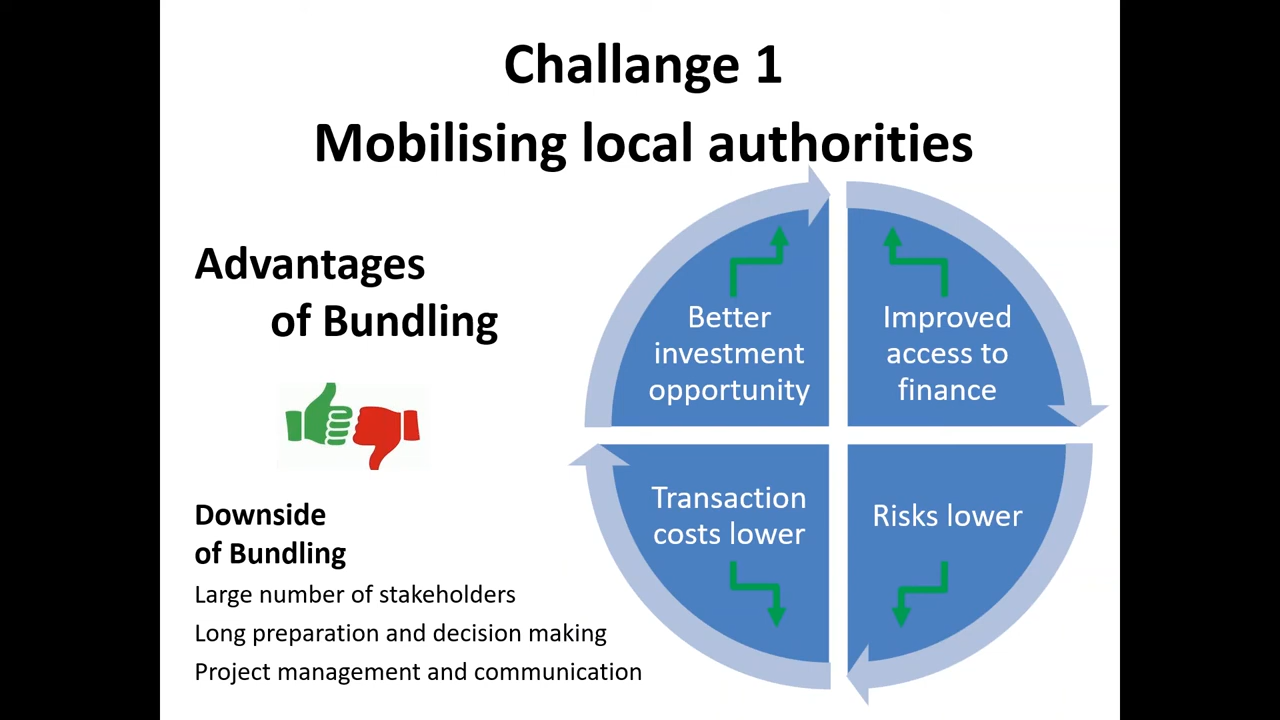 Challange 1
Mobilising local authorities
Advantages
of Bundling
Downside
of Bundling
Large number of stakeholders
Long preparation and decision making
Project management and communication
Better
investment
opportunity
Improved
access to
finance
Transaction
costs lower
Risks lower